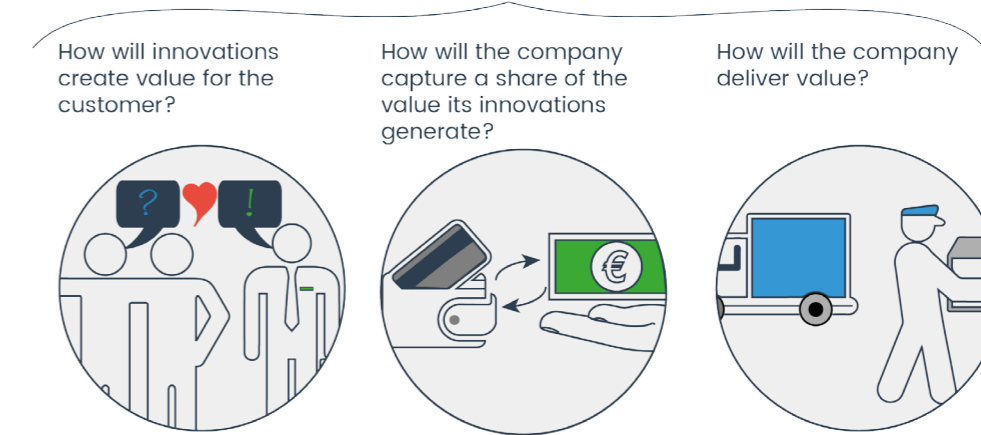 How will innovations
create value for the
customer?
How will the company
capture a share of the
value its innovations
generate?
How will the company
deliver value?
?
!
€